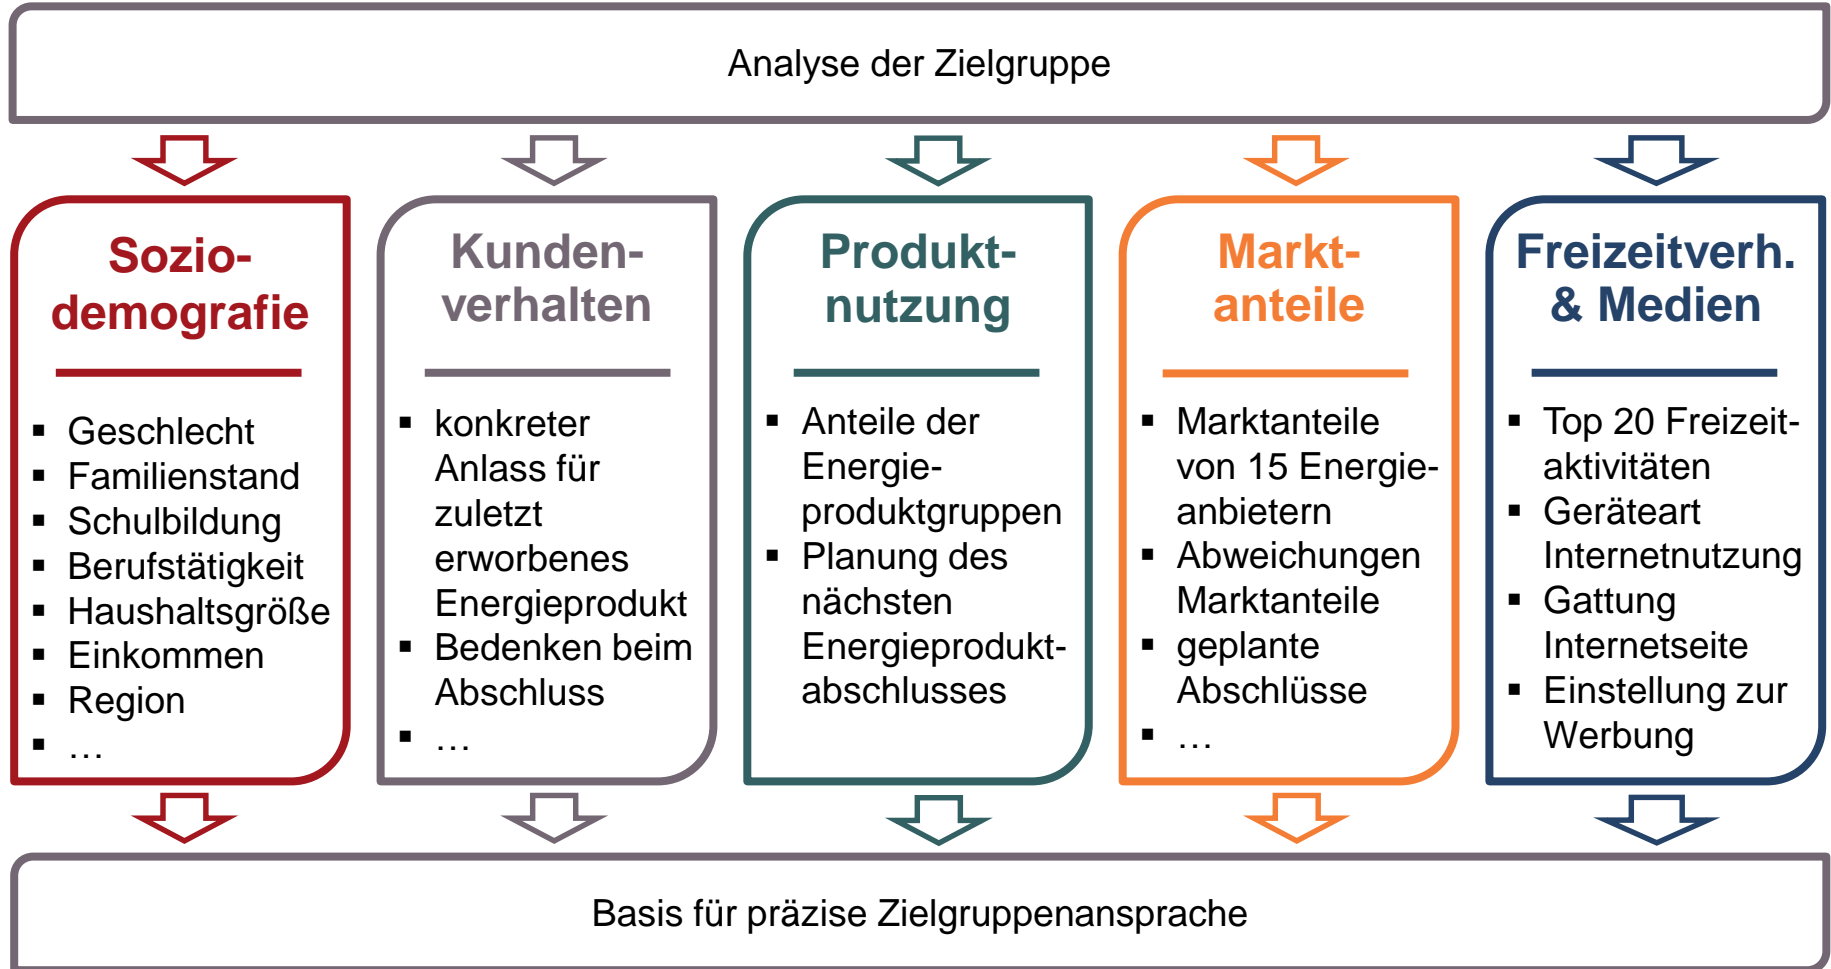 Analyse der Zielgruppe
Sozio-
demografie
▪ Geschlecht
▪ Familienstand
▪ Schulbildung
▪ Berufstätigkeit
▪ Haushaltsgröße
▪ Einkommen
▪ Region
▪ …
Kunden-
verhalten
▪ konkreter
Anlass für
zuletzt
erworbenes
Energieprodukt
▪ Bedenken beim
Abschluss
▪ …
Produkt-
nutzung
▪ Anteile der
Energie-
produktgruppen
▪ Planung des
nächsten
Energieprodukt-
abschlusses
Markt-
anteile
▪ Marktanteile
von 15 Energie-
anbietern
▪ Abweichungen
Marktanteile
▪ geplante
Abschlüsse
▪ …
Freizeitverh.
& Medien
▪ Top 20 Freizeit-
aktivitäten
▪ Geräteart
Internetnutzung
▪ Gattung
Internetseite
▪ Einstellung zur
Werbung
Basis für präzise Zielgruppenansprache